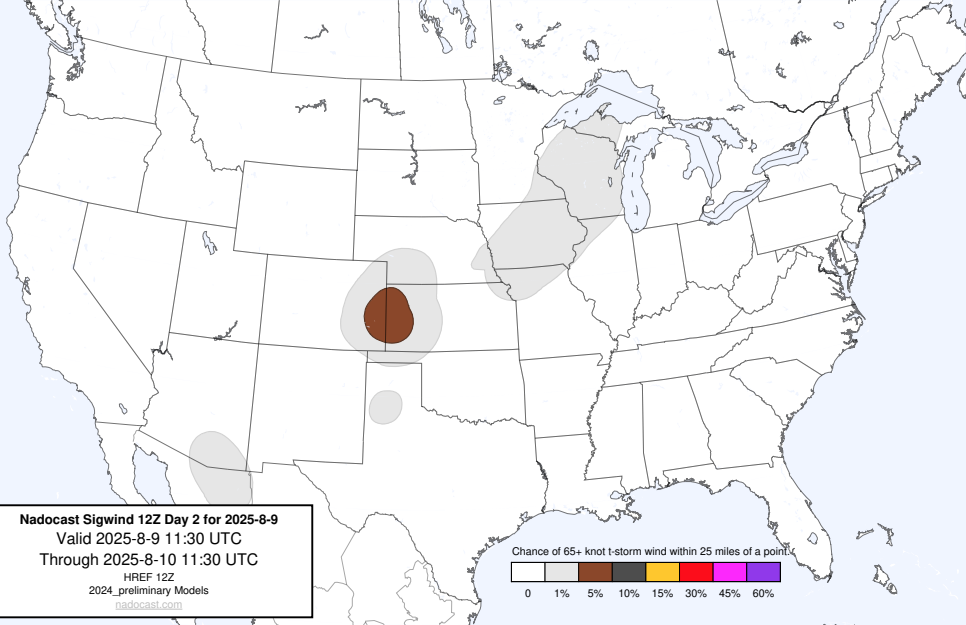 Nadocast Sigwind 12Z Day 2 for 2025-8-9
Valid 2025-8-9 11:30 UTC
Through 2025-8-10 11:30 UTC
HREF 12Z
2024_preliminary Models
nadocast.com
Chance of 65+ knot t-storm wind within 25 miles of a point.
0 1% 5% 10% 15% 30% 45% 60%